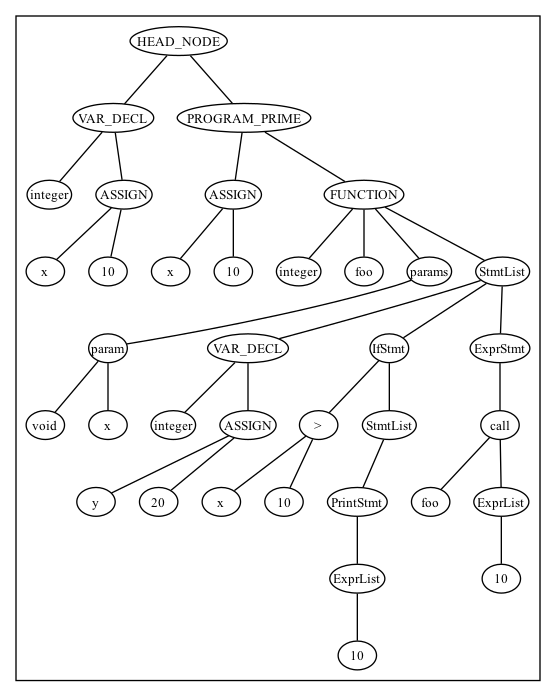 HEAD_NODE
VAR_DECL PROGRAM_PRIME
integer ASSIGN ASSIGN FUNCTION
x 10 x 10 integer foo params StmtList
param VAR_DECL IfStmt ExprStmt
void x integer ASSIGN > StmtList call
y 20 x 10 PrintStmt foo ExprList
ExprList 10
10